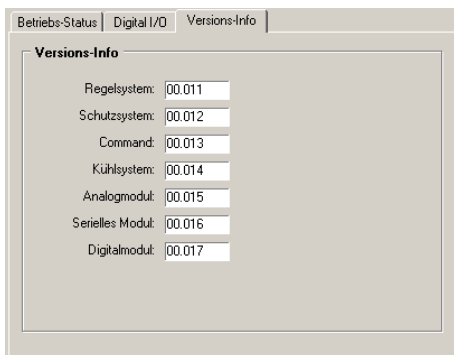 Betriebs-Status Digital I/O Versions-Info
Versions-Info
Regelsystem: 00.011
Schutzsystem: 00.012
Command: 00.013
Kühlsystem: 00.014
Analogmodul: 00.015
Serielles Modul: 00.016
Digitalmodul: 00.017